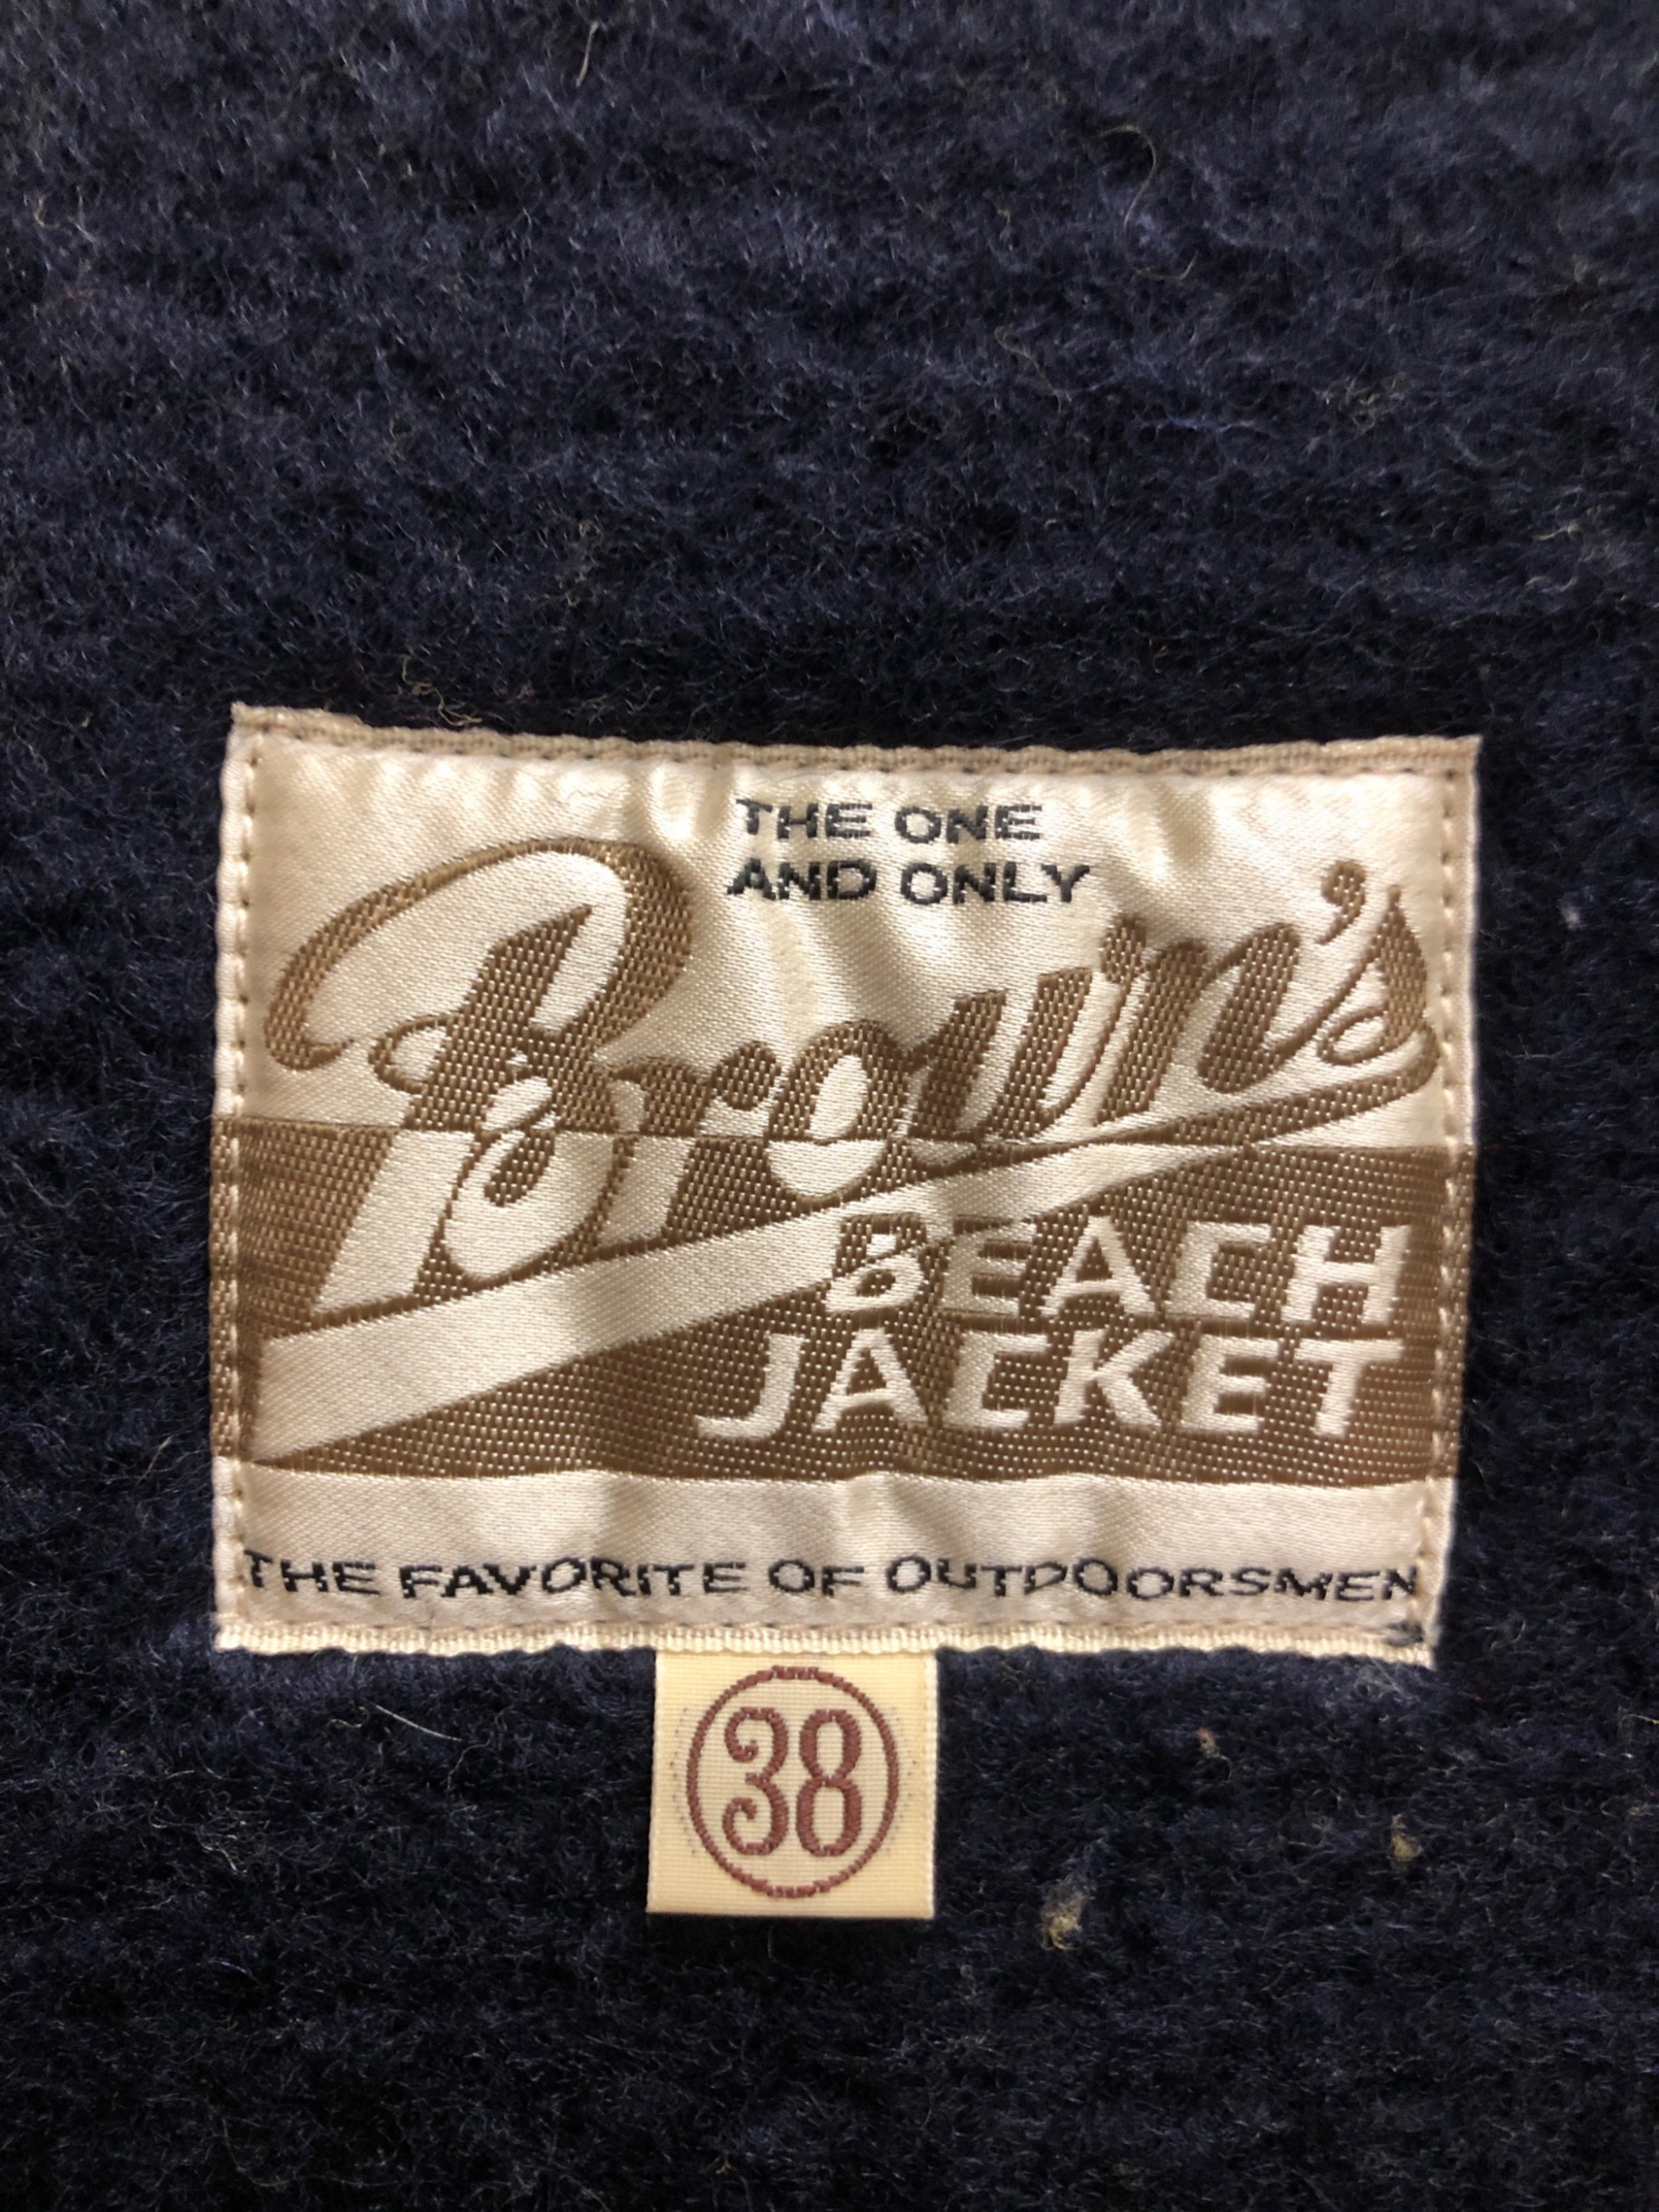 THE ONE
AND ONLY
Brown's
BEACH
JACKET
THE FAVORITE OF OUTDOORSMEN
38